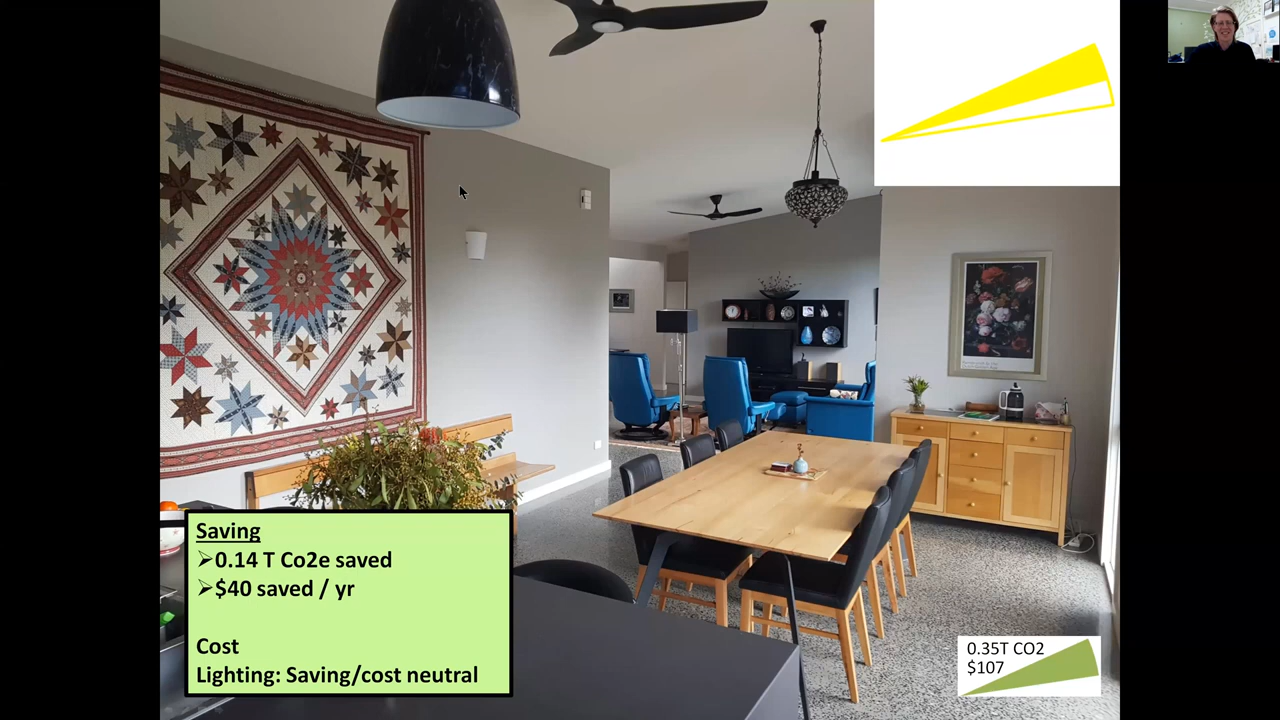 Saving
➢0.14 T Co2e saved
➢$40 saved / yr
Cost
Lighting: Saving/cost neutral
0.35T CO2
$107